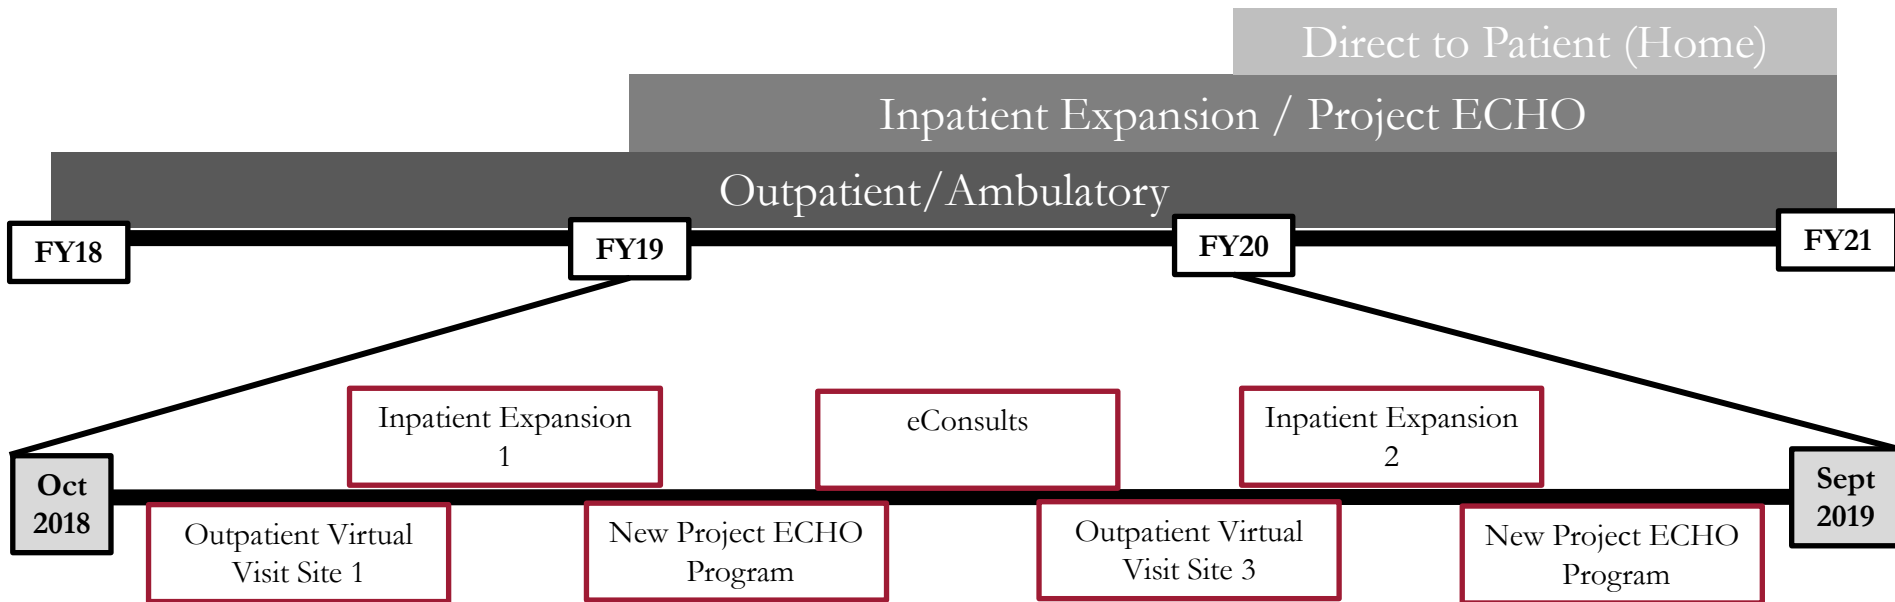 Direct to Patient (Home)
Inpatient Expansion / Project ECHO
Outpatient/Ambulatory
FY18
FY19
FY20
FY21
Inpatient Expansion
1
eConsults
Inpatient Expansion
2
Oct
2018
Sept
2019
Outpatient Virtual
Visit Site 1
New Project ECHO
Program
Outpatient Virtual
Visit Site 3
New Project ECHO
Program